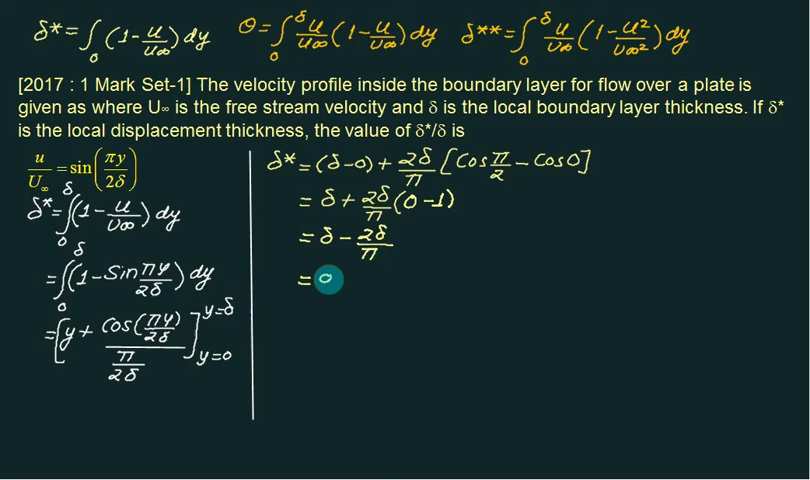 δ* = ∫₀ (1 - u/u∞) dy   θ = ∫₀^δ u/u∞ (1 - u/u∞) dy   δ** = ∫₀^δ u/u∞ (1 - u²/u∞²) dy
[2017 : 1 Mark Set-1] The velocity profile inside the boundary layer for flow over a plate is
given as where U∞ is the free stream velocity and δ is the local boundary layer thickness. If δ*
is the local displacement thickness, the value of δ*/δ is
u/U∞ = sin(πy/2δ)
δ* = ∫₀^δ (1 - u/u∞) dy
= ∫₀^δ (1 - Sin πy/2δ) dy
= [y + cos(πy/2δ) / (π/2δ)] y=δ y=0
δ* = (δ-0) + 2δ/π [Cos π/2 - Cos0]
= δ + 2δ/π (0-1)
= δ - 2δ/π
= 0